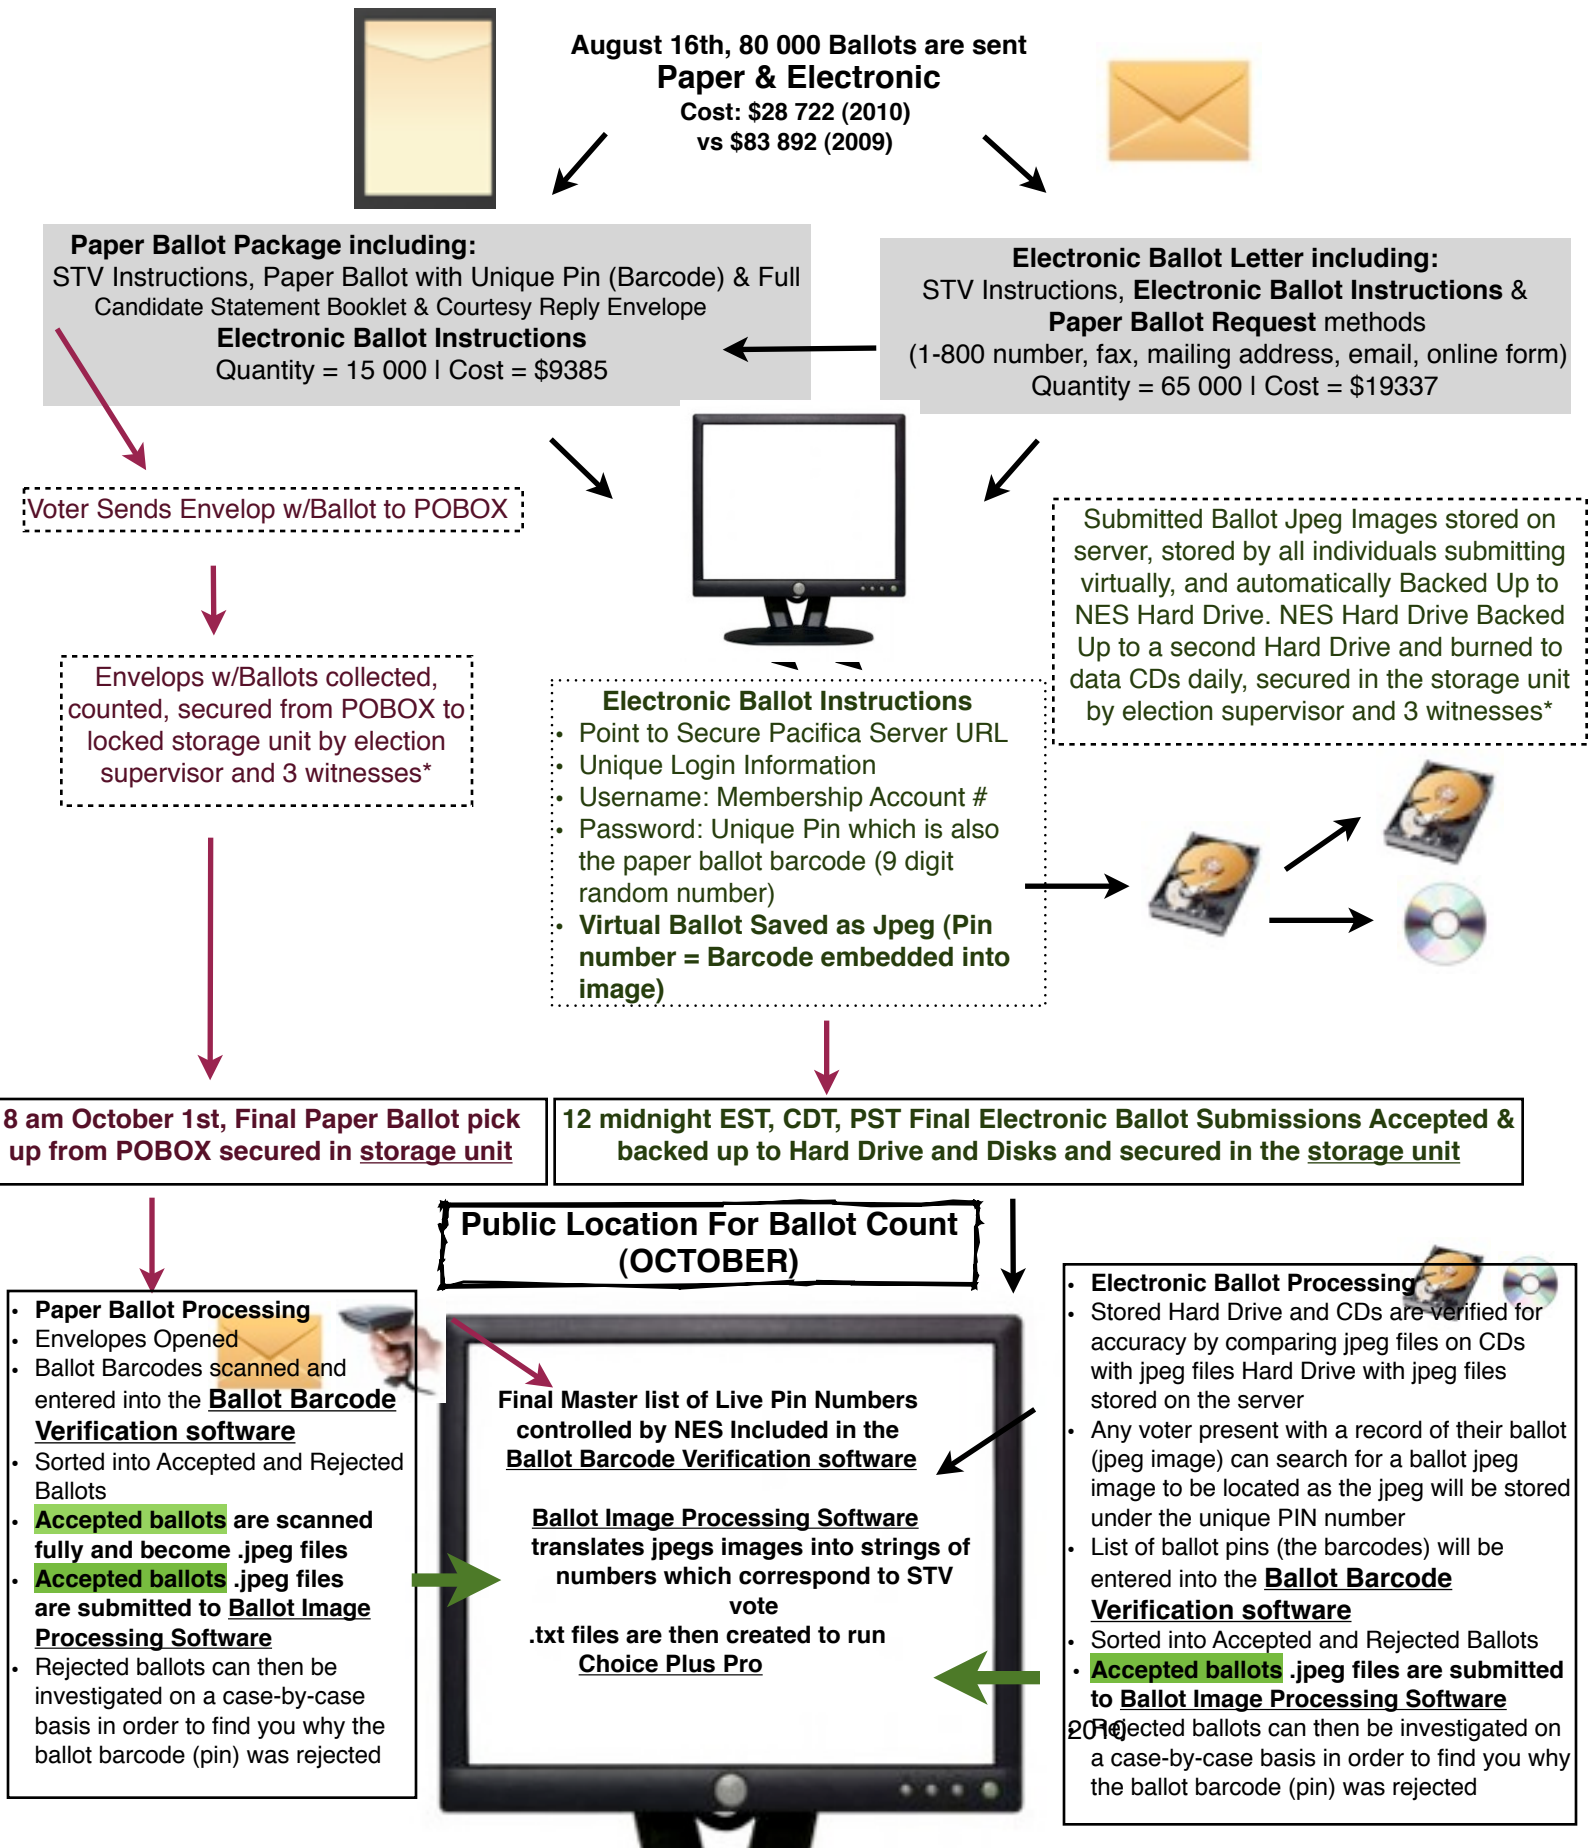 August 16th, 80 000 Ballots are sent
Paper & Electronic
Cost: $28 722 (2010)
vs $83 892 (2009)
Paper Ballot Package including:
STV Instructions, Paper Ballot with Unique Pin (Barcode) & Full
Candidate Statement Booklet & Courtesy Reply Envelope
Electronic Ballot Instructions
Quantity = 15 000 | Cost = $9385
Electronic Ballot Letter including:
STV Instructions, Electronic Ballot Instructions &
Paper Ballot Request methods
(1-800 number, fax, mailing address, email, online form)
Quantity = 65 000 | Cost = $19337
Voter Sends Envelop w/Ballot to POBOX
Submitted Ballot Jpeg Images stored on
server, stored by all individuals submitting
virtually, and automatically Backed Up to
NES Hard Drive. NES Hard Drive Backed
Up to a second Hard Drive and burned to
data CDs daily, secured in the storage unit
by election supervisor and 3 witnesses*
Envelops w/Ballots collected,
counted, secured from POBOX to
locked storage unit by election
supervisor and 3 witnesses*
Electronic Ballot Instructions
• Point to Secure Pacifica Server URL
• Unique Login Information
• Username: Membership Account #
• Password: Unique Pin which is also
the paper ballot barcode (9 digit
random number)
• Virtual Ballot Saved as Jpeg (Pin
number = Barcode embedded into
image)
8 am October 1st, Final Paper Ballot pick
up from POBOX secured in storage unit
12 midnight EST, CDT, PST Final Electronic Ballot Submissions Accepted &
backed up to Hard Drive and Disks and secured in the storage unit
Public Location For Ballot Count
(OCTOBER)
• Paper Ballot Processing
• Envelopes Opened
• Ballot Barcodes scanned and
entered into the Ballot Barcode
Verification software
• Sorted into Accepted and Rejected
Ballots
• Accepted ballots are scanned
fully and become .jpeg files
• Accepted ballots .jpeg files
are submitted to Ballot Image
Processing Software
• Rejected ballots can then be
investigated on a case-by-case
basis in order to find you why the
ballot barcode (pin) was rejected
Final Master list of Live Pin Numbers
controlled by NES Included in the
Ballot Barcode Verification software
Ballot Image Processing Software
translates jpegs images into strings of
numbers which correspond to STV
vote
.txt files are then created to run
Choice Plus Pro
• Electronic Ballot Processing
• Stored Hard Drive and CDs are verified for
accuracy by comparing jpeg files on CDs
with jpeg files Hard Drive with jpeg files
stored on the server
• Any voter present with a record of their ballot
(jpeg image) can search for a ballot jpeg
image to be located as the jpeg will be stored
under the unique PIN number
• List of ballot pins (the barcodes) will be
entered into the Ballot Barcode
Verification software
• Sorted into Accepted and Rejected Ballots
• Accepted ballots .jpeg files are submitted
to Ballot Image Processing Software
• Rejected ballots can then be investigated on
a case-by-case basis in order to find you why
the ballot barcode (pin) was rejected
2010